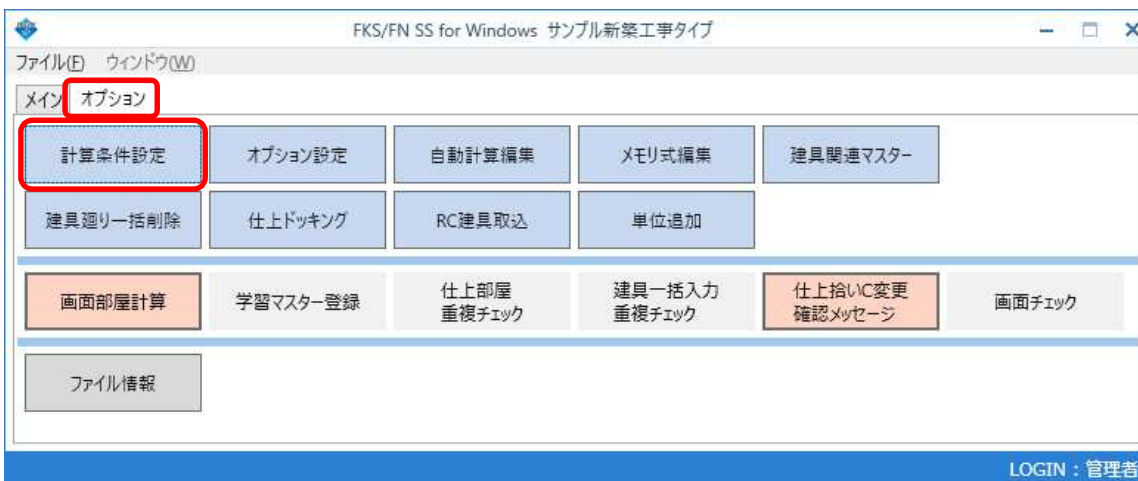 FKS/FN SS for Windows サンプル新築工事タイプ
ファイル(F) ウィンドウ(W)
メイン オプション
計算条件設定 オプション設定 自動計算編集 メモリ式編集 建具関連マスター
建具廻り一括削除 仕上ドッキング RC建具取込 単位追加
画面部屋計算 学習マスター登録 仕上部屋 建具一括入力 仕上拾いC変更 画面チェック
重複チェック 重複チェック 確認メッセージ
ファイル情報
LOGIN：管理者